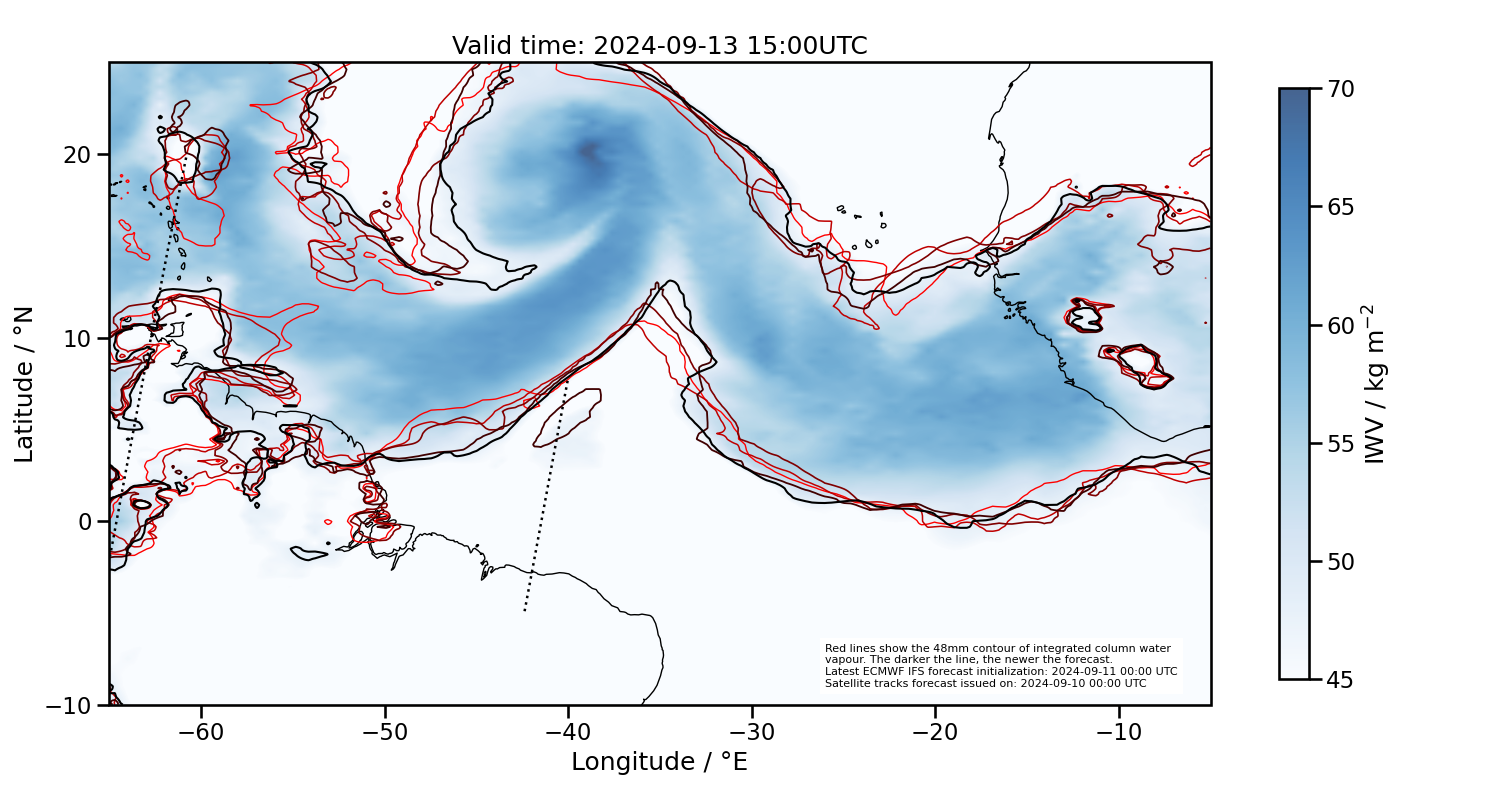 Valid time: 2024-09-13 15:00UTC
70
20
65
Latitude / °N
10
60
IWV / kg m⁻²
55
0
50
Red lines show the 48mm contour of integrated column water
vapour. The darker the line, the newer the forecast.
Latest ECMWF IFS forecast initialization: 2024-09-11 00:00 UTC
Satellite tracks forecast issued on: 2024-09-10 00:00 UTC
45
−10
−60 −50 −40 −30 −20 −10
Longitude / °E